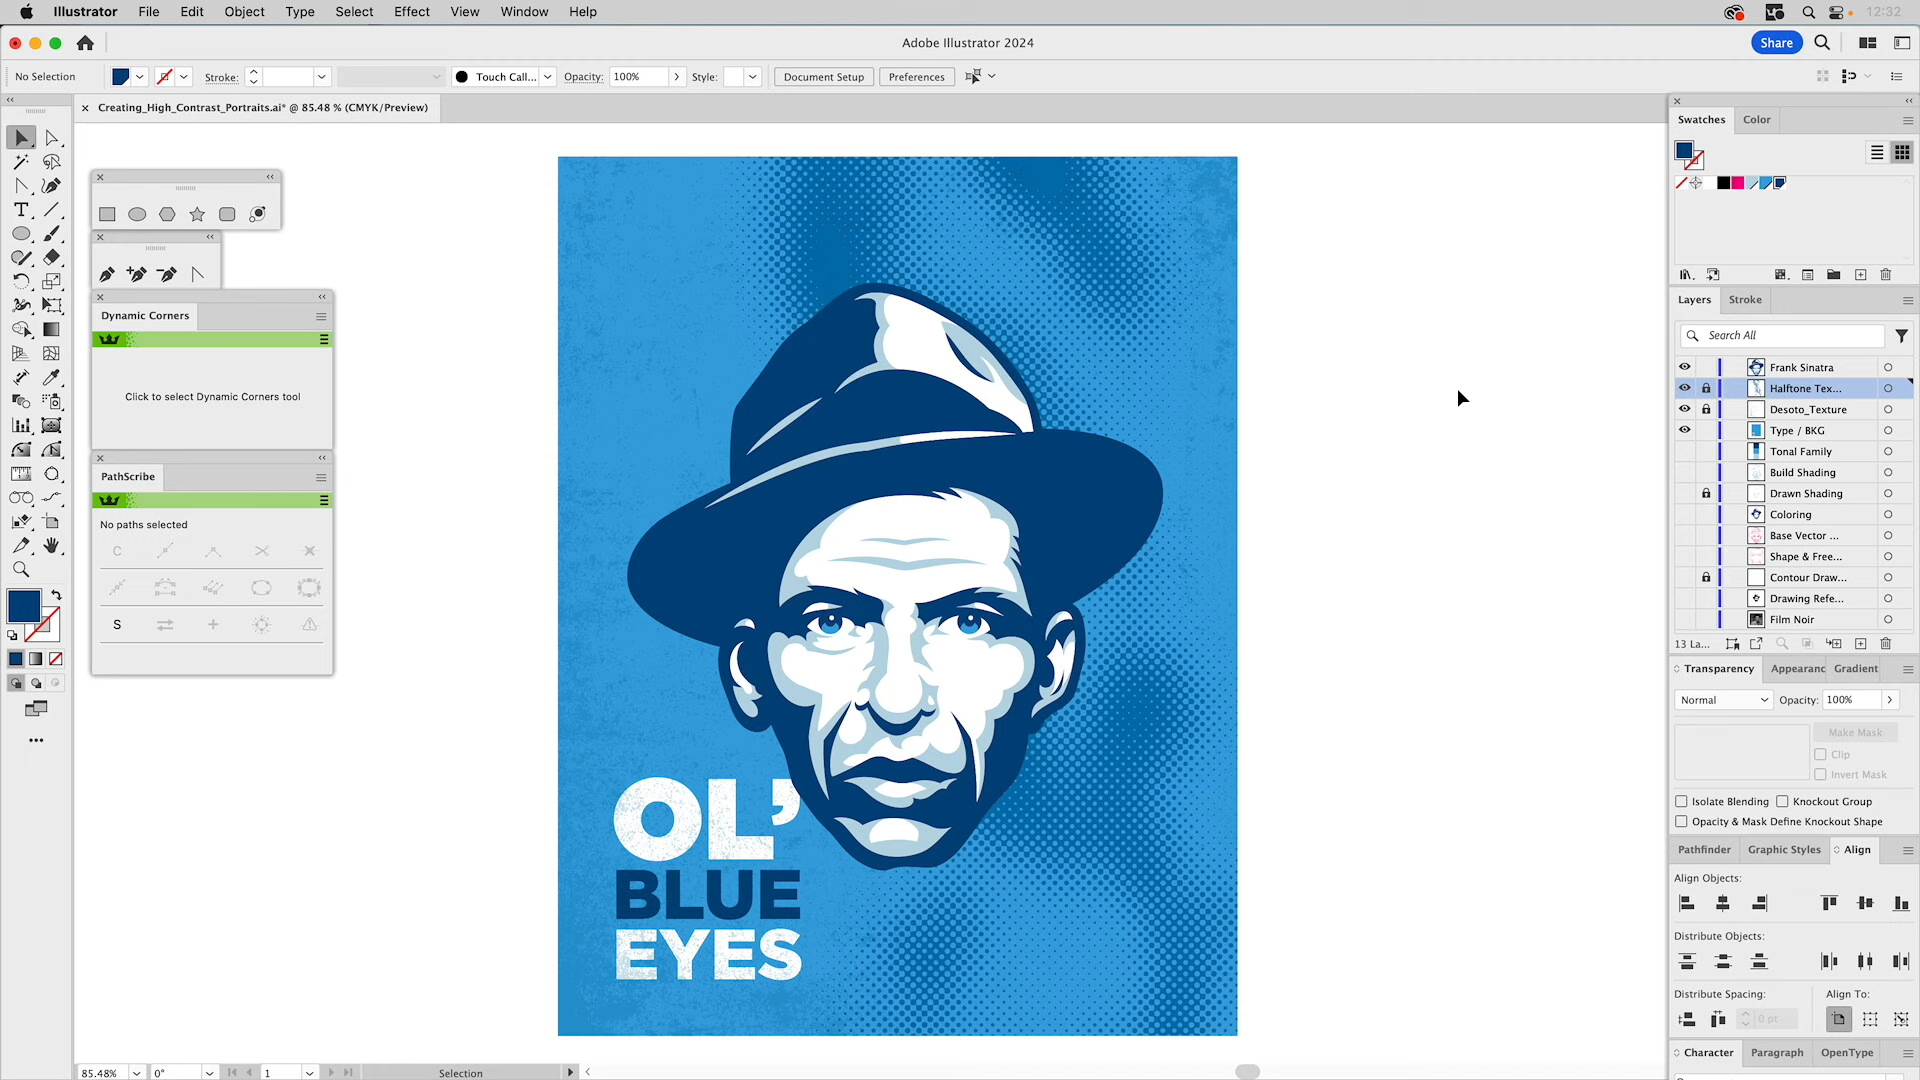 Illustrator File Edit Object Type Select Effect View Window Help 12:32
Adobe Illustrator 2024 Share
No Selection Stroke: Touch Call... Opacity: 100% Style: Document Setup Preferences
Creating_High_Contrast_Portraits.ai* @ 85.48 % (CMYK/Preview)
Dynamic Corners
Click to select Dynamic Corners tool
PathScribe
No paths selected
C
S
OL’
BLUE
EYES
Swatches Color
Layers Stroke
Search All
Frank Sinatra
Halftone Tex...
Desoto_Texture
Type / BKG
Tonal Family
Build Shading
Drawn Shading
Coloring
Base Vector ...
Shape & Free...
Contour Draw...
Drawing Refe...
Film Noir
13 La...
Transparency Appearanc Gradient
Normal Opacity: 100%
Make Mask
Clip
Invert Mask
Isolate Blending Knockout Group
Opacity & Mask Define Knockout Shape
Pathfinder Graphic Styles Align
Align Objects:
Distribute Objects:
Distribute Spacing: Align To:
0 pt
Character Paragraph OpenType
85.48% 0° 1 Selection